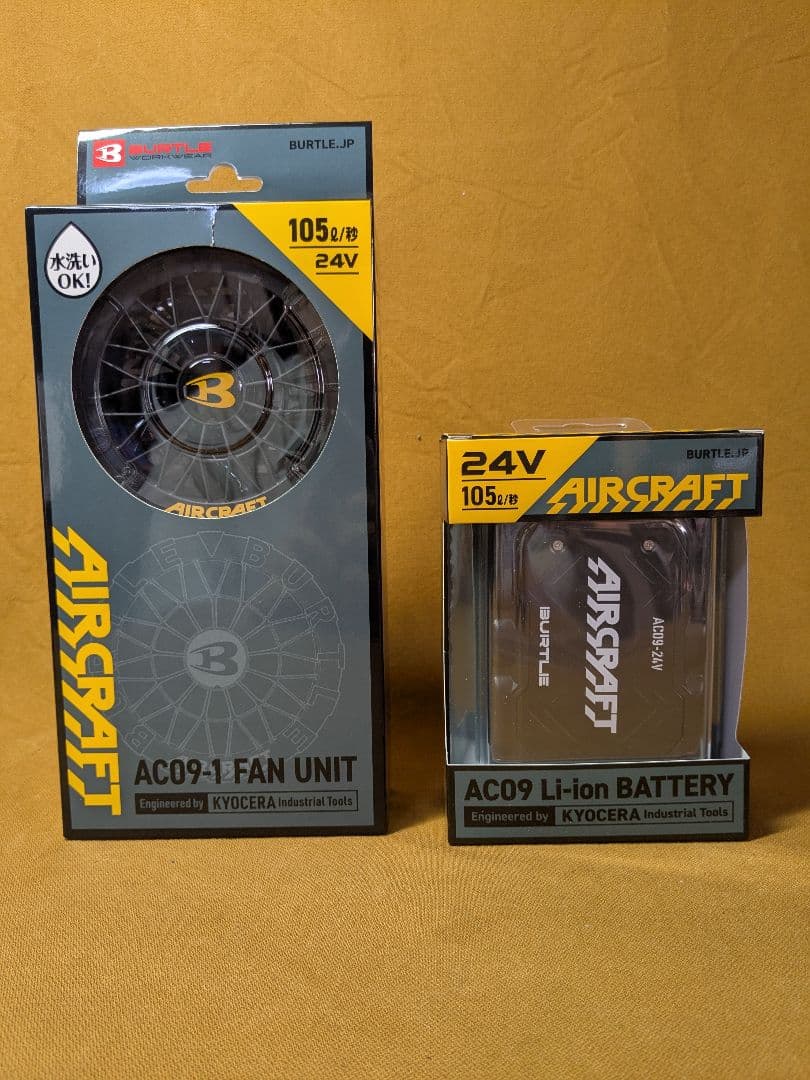 BURTLE
WORKWEAR
BURTLE.JP
105ℓ/秒
24V
水洗い
OK!
B
AIRCRAFT
AIRCRAFT
BURTLE
B
AC09-1 FAN UNIT
Engineered by KYOCERA Industrial Tools
24V
105ℓ/秒
BURTLE.JP
AIRCRAFT
AIRCRAFT
BURTLE
AC09-24V
AC09 Li-ion BATTERY
Engineered by KYOCERA Industrial Tools